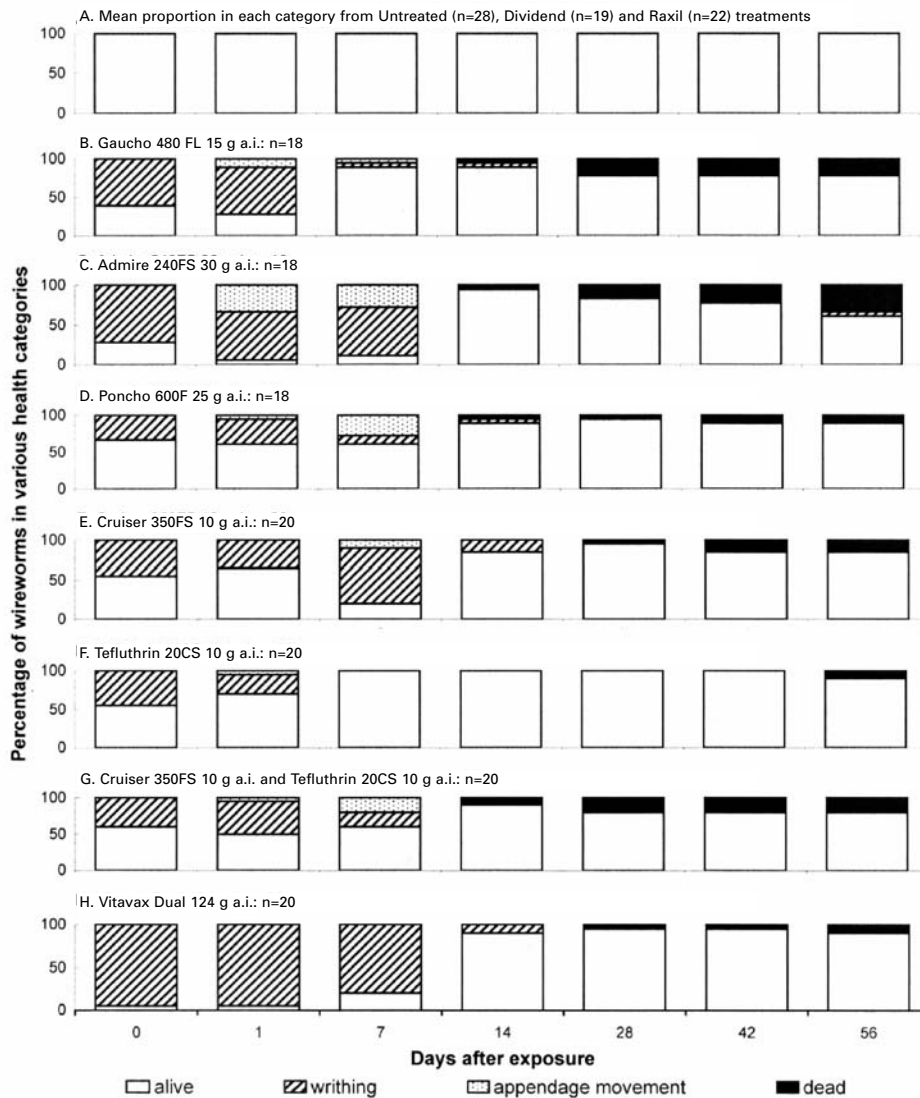 A. Mean proportion in each category from Untreated (n=28), Dividend (n=19) and Raxil (n=22) treatments
100
50
0
B. Gaucho 480 FL 15 g a.i.: n=18
100
50
0
C. Admire 240FS 30 g a.i.: n=18
100
50
0
D. Poncho 600F 25 g a.i.: n=18
100
50
0
E. Cruiser 350FS 10 g a.i.: n=20
100
50
0
F. Tefluthrin 20CS 10 g a.i.: n=20
100
50
0
G. Cruiser 350FS 10 g a.i. and Tefluthrin 20CS 10 g a.i.: n=20
100
50
0
H. Vitavax Dual 124 g a.i.: n=20
100
50
0
Percentage of wireworms in various health categories
0 1 7 14 28 42 56
Days after exposure
alive writhing appendage movement dead